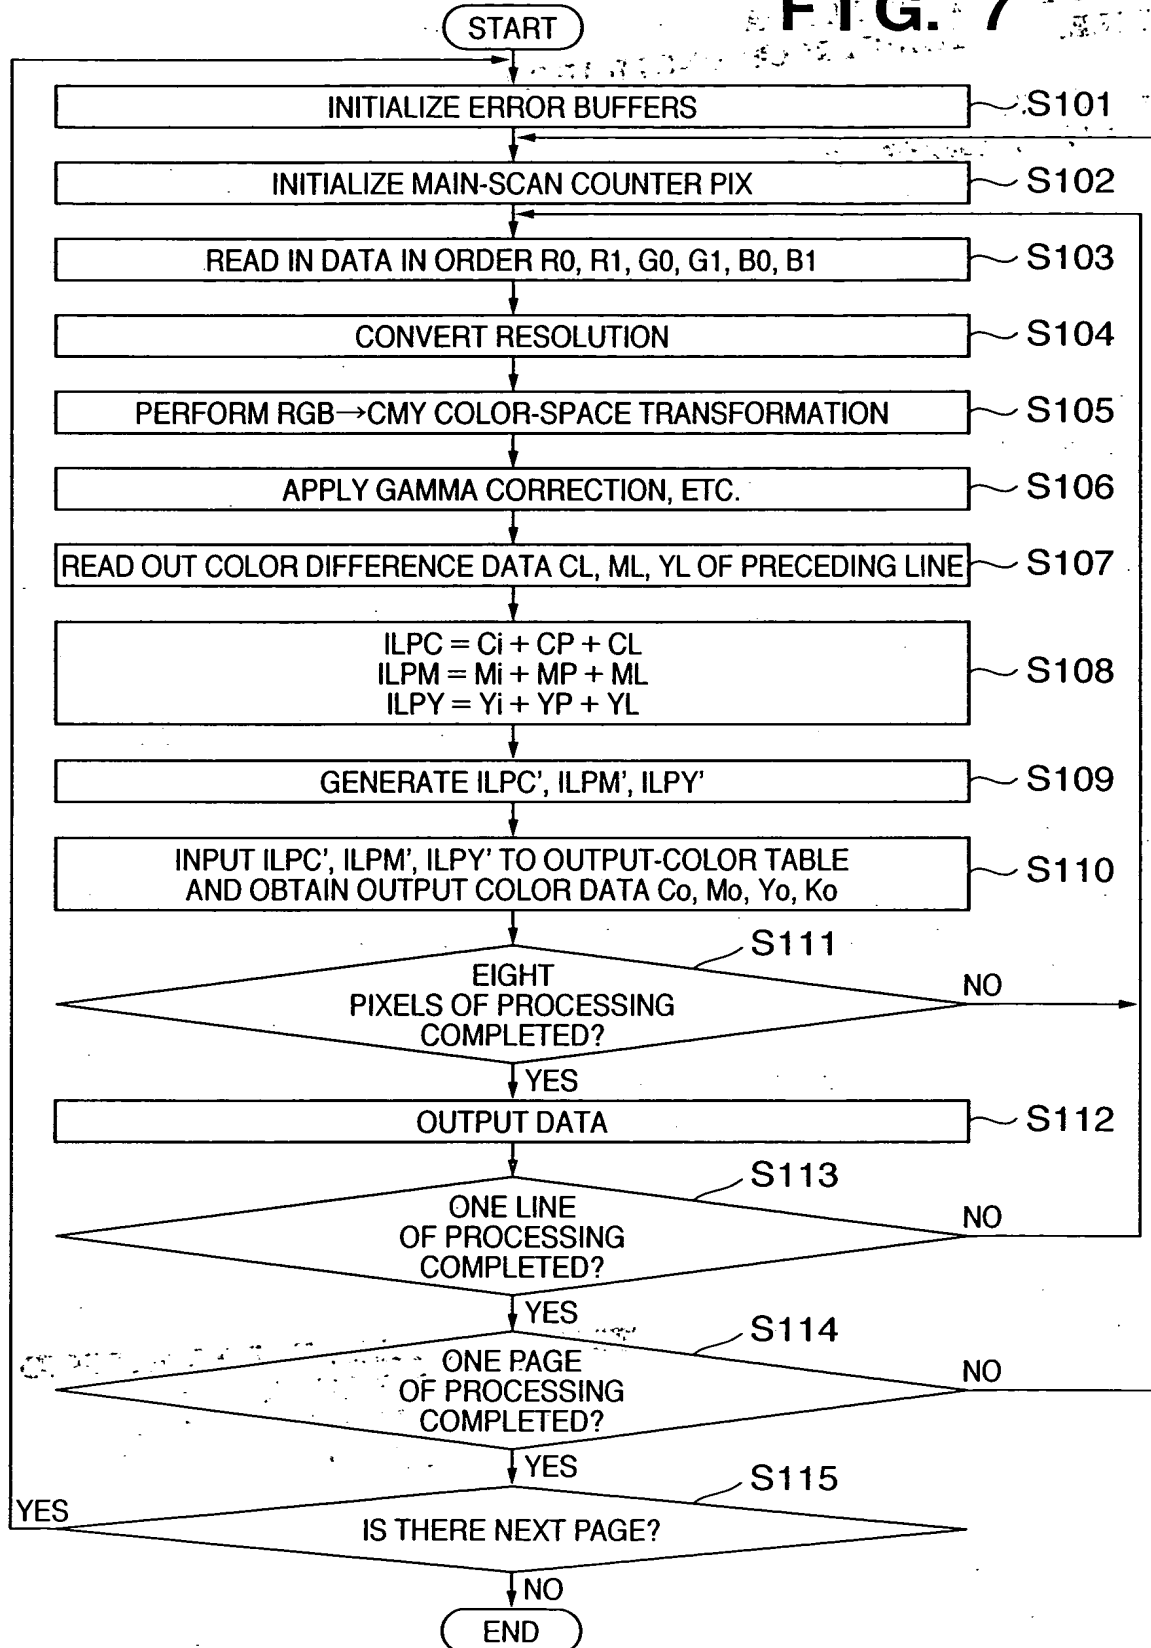 FIG. 7
START
INITIALIZE ERROR BUFFERS
S101
INITIALIZE MAIN-SCAN COUNTER PIX
S102
READ IN DATA IN ORDER R0, R1, G0, G1, B0, B1
S103
CONVERT RESOLUTION
S104
PERFORM RGB→CMY COLOR-SPACE TRANSFORMATION
S105
APPLY GAMMA CORRECTION, ETC.
S106
READ OUT COLOR DIFFERENCE DATA CL, ML, YL OF PRECEDING LINE
S107
ILPC = Ci + CP + CL
ILPM = Mi + MP + ML
ILPY = Yi + YP + YL
S108
GENERATE ILPC', ILPM', ILPY'
S109
INPUT ILPC', ILPM', ILPY' TO OUTPUT-COLOR TABLE
AND OBTAIN OUTPUT COLOR DATA Co, Mo, Yo, Ko
S110
S111
EIGHT
PIXELS OF PROCESSING
COMPLETED?
NO
YES
OUTPUT DATA
S112
S113
ONE LINE
OF PROCESSING
COMPLETED?
NO
YES
S114
ONE PAGE
OF PROCESSING
COMPLETED?
NO
YES
S115
YES
IS THERE NEXT PAGE?
NO
END